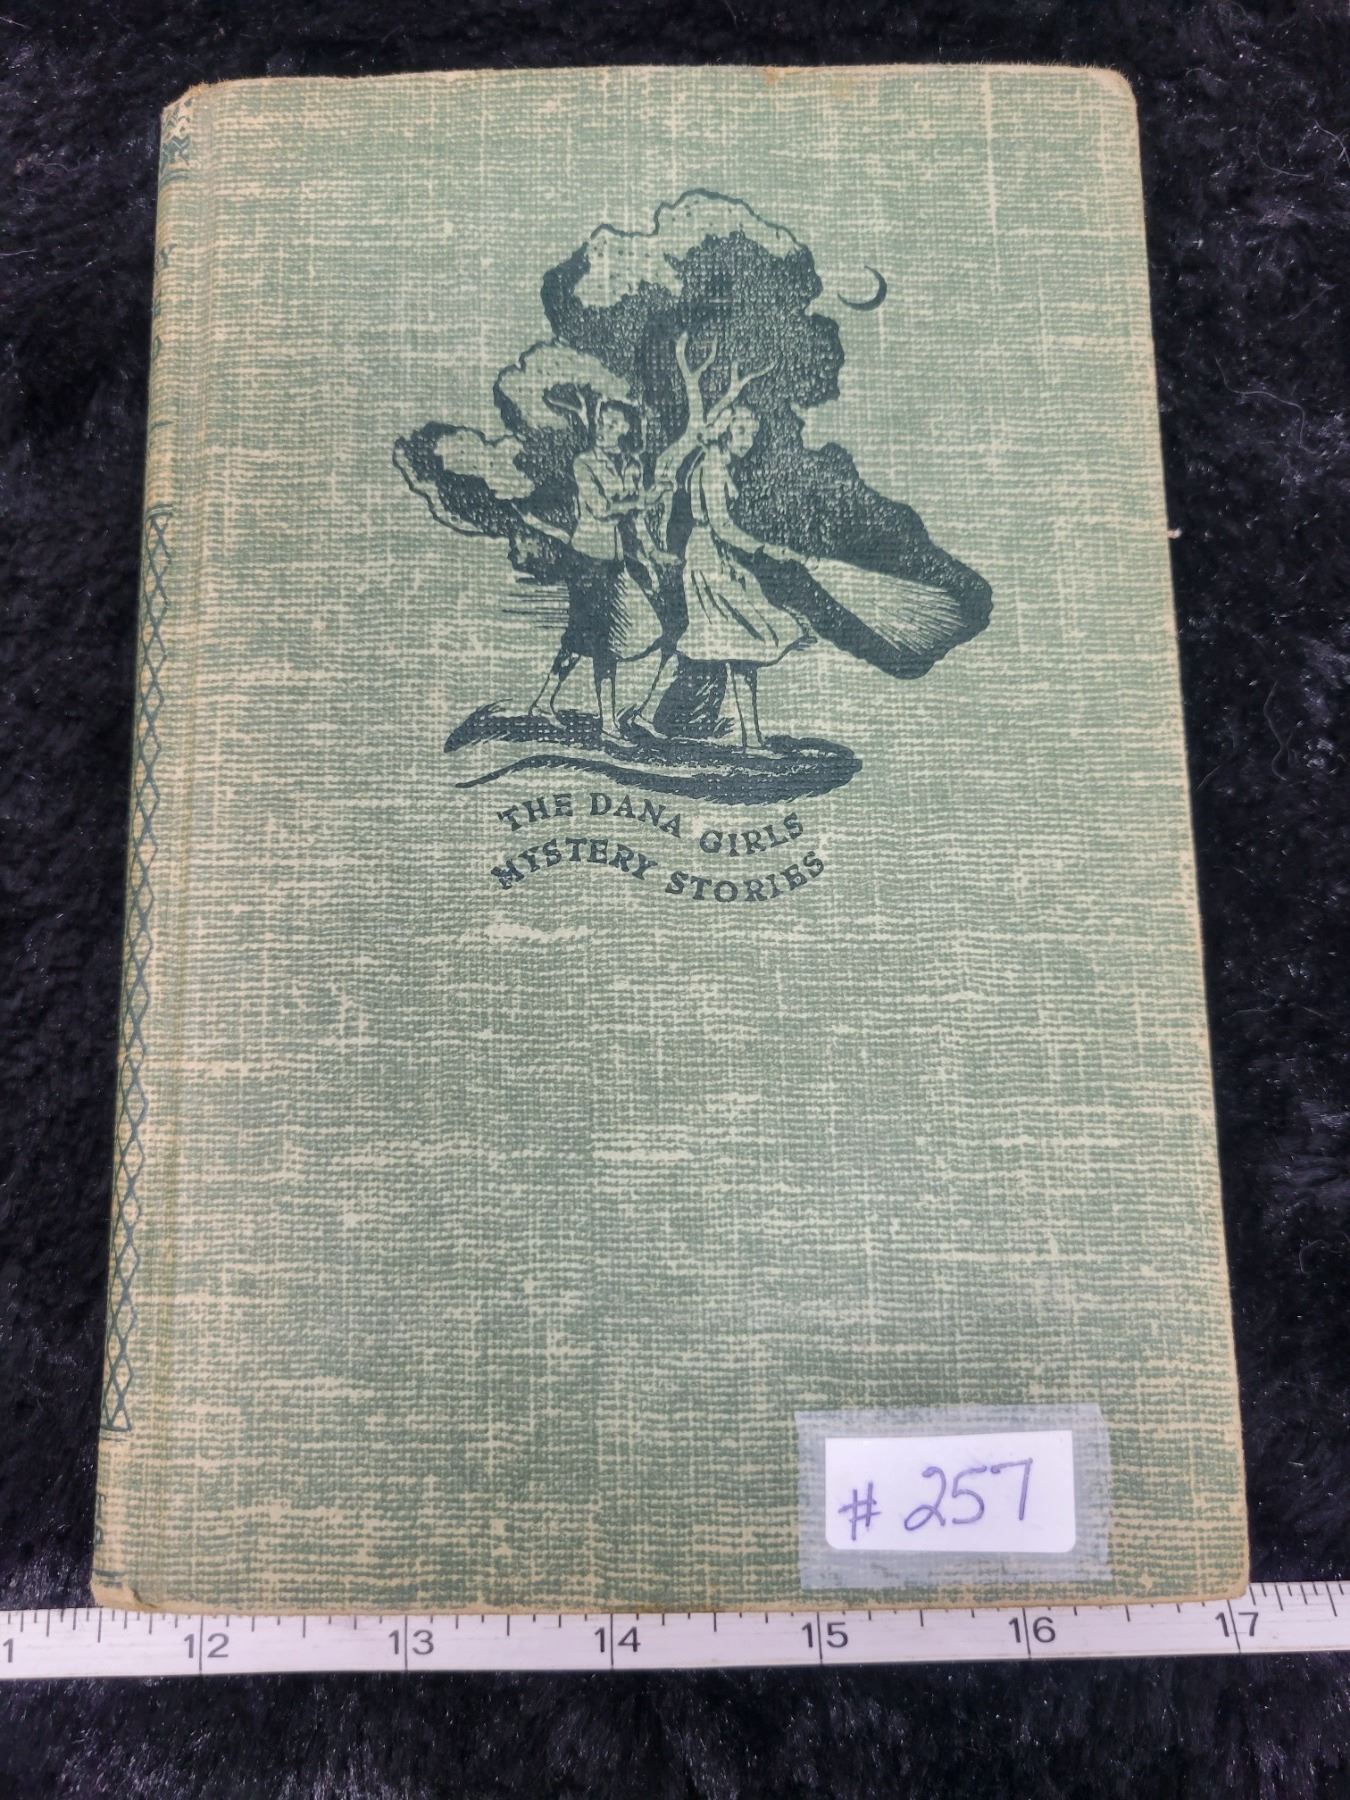 THE DANA GIRLS
MYSTERY STORIES
# 257
12 13 14 15 16 17